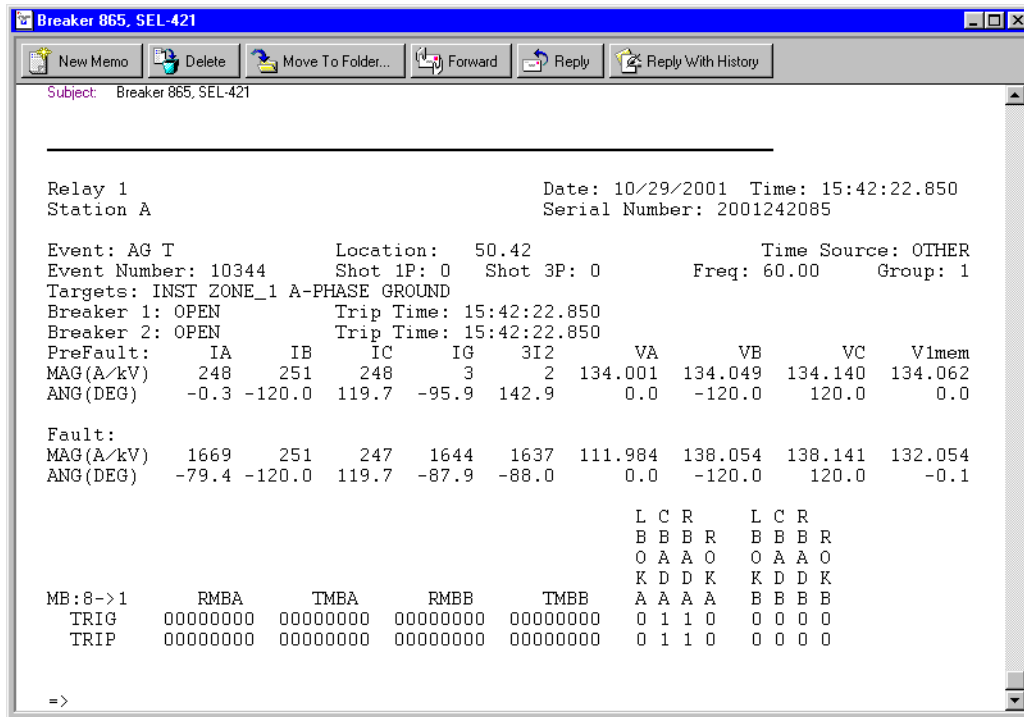 Breaker 865, SEL-421
New Memo Delete Move To Folder... Forward Reply Reply With History
Subject: Breaker 865, SEL-421
Relay 1 Date: 10/29/2001 Time: 15:42:22.850
Station A Serial Number: 2001242085
Event: AG T Location: 50.42 Time Source: OTHER
Event Number: 10344 Shot 1P: 0 Shot 3P: 0 Freq: 60.00 Group: 1
Targets: INST ZONE_1 A-PHASE GROUND
Breaker 1: OPEN Trip Time: 15:42:22.850
Breaker 2: OPEN Trip Time: 15:42:22.850
PreFault: IA IB IC IG 3I2 VA VB VC V1mem
MAG(A/kV) 248 251 248 3 2 134.001 134.049 134.140 134.062
ANG(DEG) -0.3 -120.0 119.7 -95.9 142.9 0.0 -120.0 120.0 0.0
Fault:
MAG(A/kV) 1669 251 247 1644 1637 111.984 138.054 138.141 132.054
ANG(DEG) -79.4 -120.0 119.7 -87.9 -88.0 0.0 -120.0 120.0 -0.1
L C R L C R
B B B R B B B R
O A A O O A A O
K D D K K D D K
MB:8->1 RMBA TMBA RMBB TMBB A A A A B B B B
TRIG 00000000 00000000 00000000 00000000 0 1 1 0 0 0 0 0
TRIP 00000000 00000000 00000000 00000000 0 1 1 0 0 0 0 0
=>